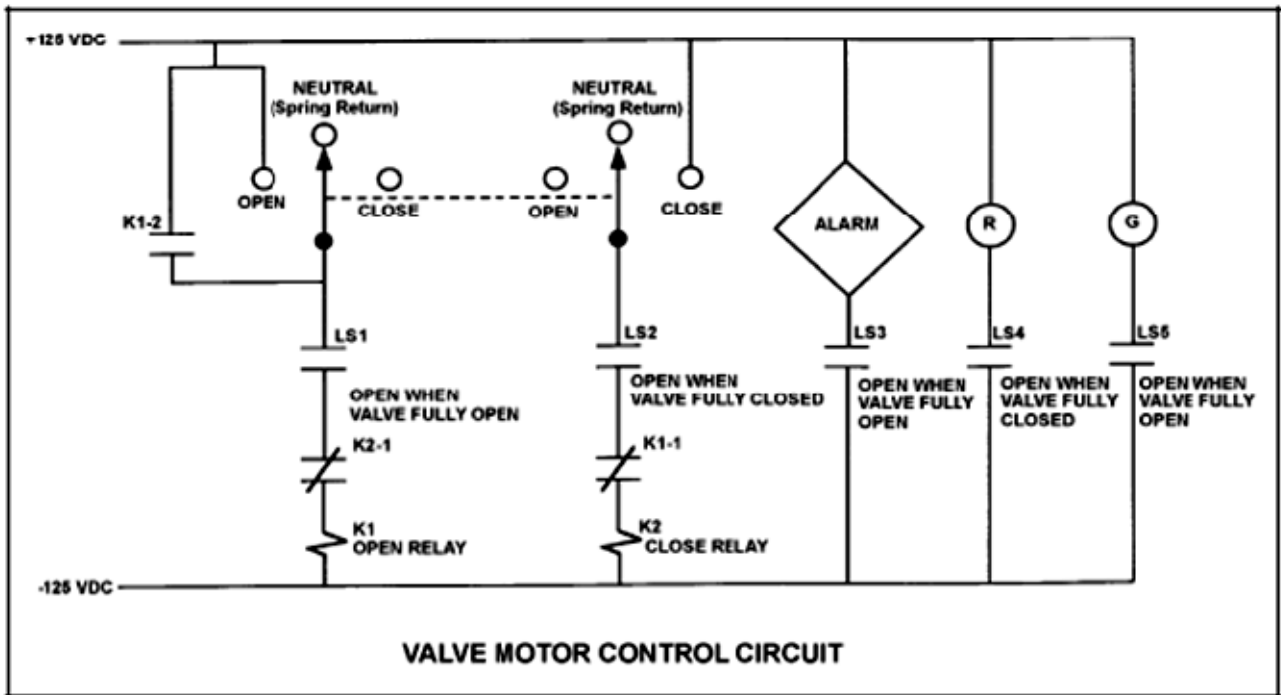 +125 VDC
NEUTRAL
(Spring Return)
NEUTRAL
(Spring Return)
OPEN
CLOSE
OPEN
CLOSE
K1-2
ALARM
R
G
LS1
OPEN WHEN
VALVE FULLY OPEN
LS2
OPEN WHEN
VALVE FULLY CLOSED
LS3
OPEN WHEN
VALVE FULLY
OPEN
LS4
OPEN WHEN
VALVE FULLY
CLOSED
LS5
OPEN WHEN
VALVE FULLY
OPEN
K2-1
K1-1
K1
OPEN RELAY
K2
CLOSE RELAY
-125 VDC
VALVE MOTOR CONTROL CIRCUIT